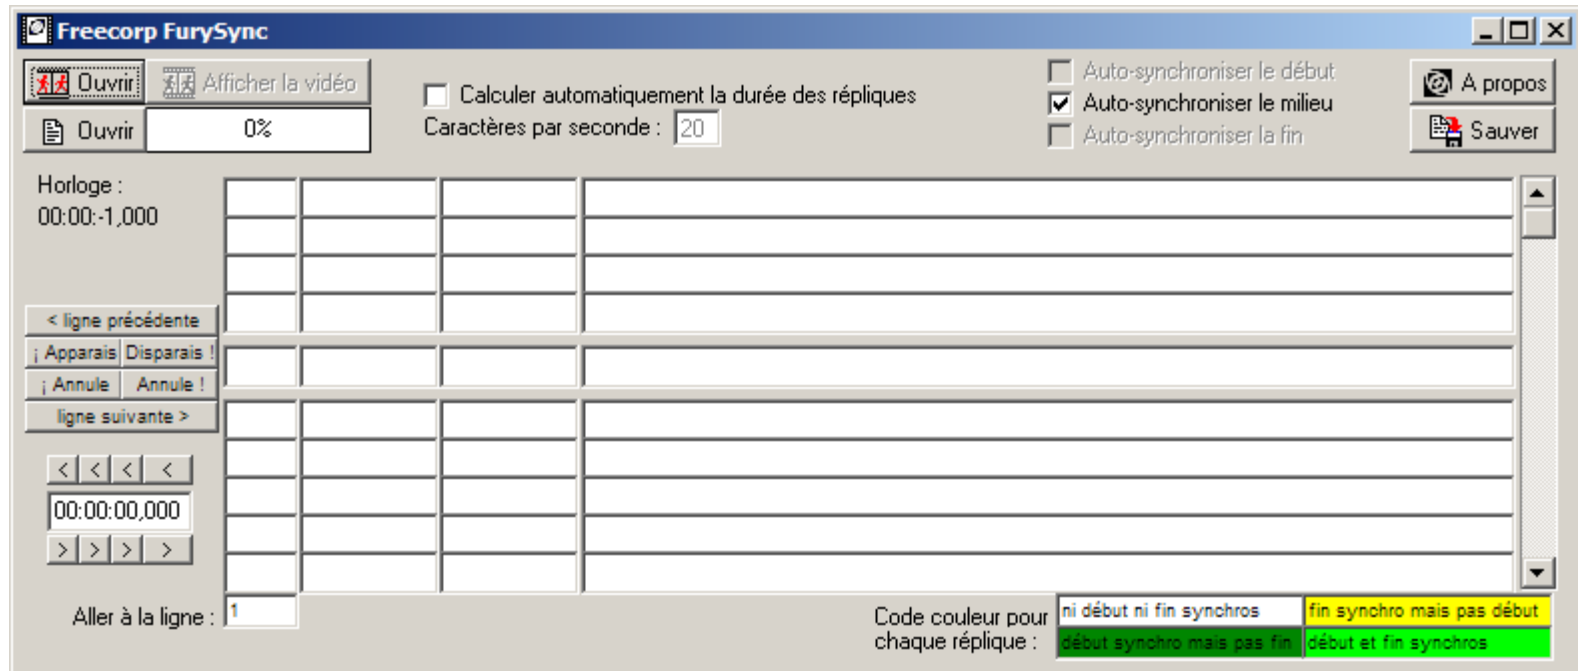 Freecorp FurySync
Ouvrir Afficher la vidéo
Ouvrir 0%
Calculer automatiquement la durée des répliques
Caractères par seconde : 20
Auto-synchroniser le début
Auto-synchroniser le milieu
Auto-synchroniser la fin
A propos
Sauver
Horloge :
00:00:-1,000
< ligne précédente
¡ Apparais Disparais !
¡ Annule Annule !
ligne suivante >
< < < <
00:00:00,000
> > > >
Aller à la ligne : 1
Code couleur pour
chaque réplique :
ni début ni fin synchros fin synchro mais pas début
début synchro mais pas fin début et fin synchros